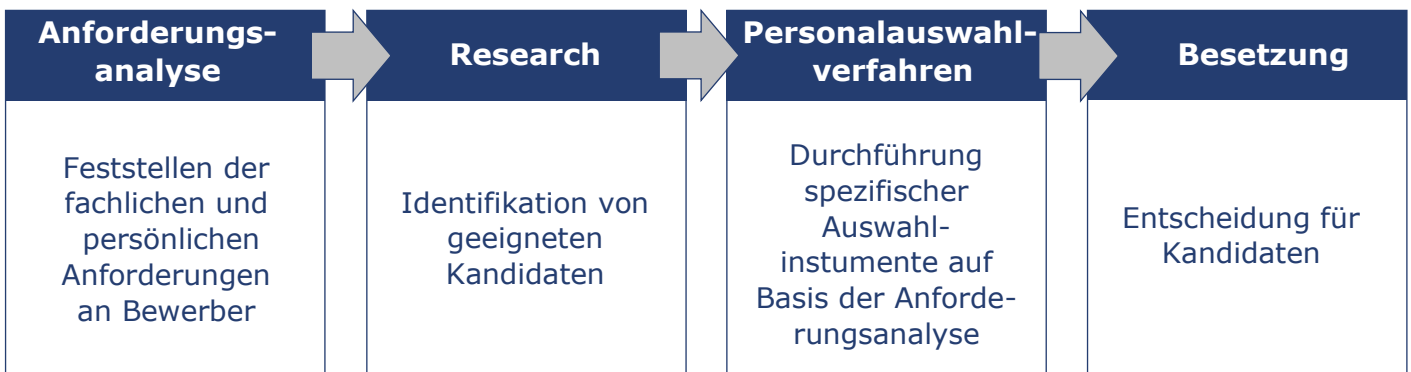 Anforderungs-
analyse
Feststellen der
fachlichen und
persönlichen
Anforderungen
an Bewerber
Research
Identifikation von
geeigneten
Kandidaten
Personalauswahl-
verfahren
Durchführung
spezifischer
Auswahl-
instumente auf
Basis der Anforde-
rungsanalyse
Besetzung
Entscheidung für
Kandidaten